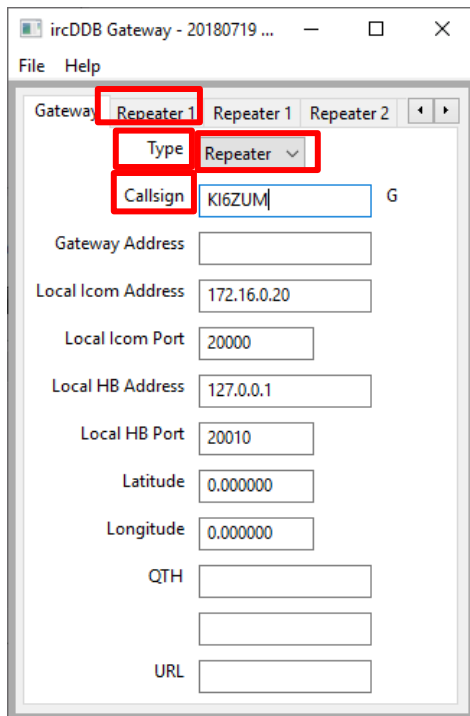 ircDDB Gateway - 20180719 ...
File Help
Gateway Repeater 1 Repeater 1 Repeater 2
Type Repeater
Callsign KI6ZUM G
Gateway Address
Local Icom Address 172.16.0.20
Local Icom Port 20000
Local HB Address 127.0.0.1
Local HB Port 20010
Latitude 0.000000
Longitude 0.000000
QTH
URL